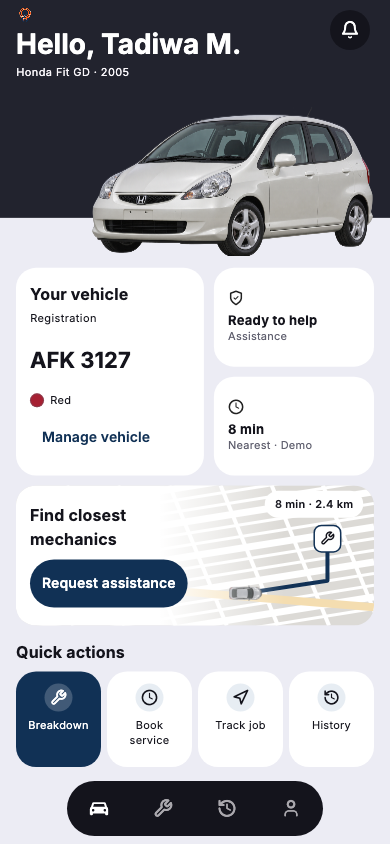 Hello, Tadiwa M.
Honda Fit GD · 2005
Your vehicle
Registration
AFK 3127
Red
Manage vehicle
Ready to help
Assistance
8 min
Nearest · Demo
Find closest
mechanics
8 min · 2.4 km
Request assistance
Quick actions
Breakdown
Book
service
Track job
History